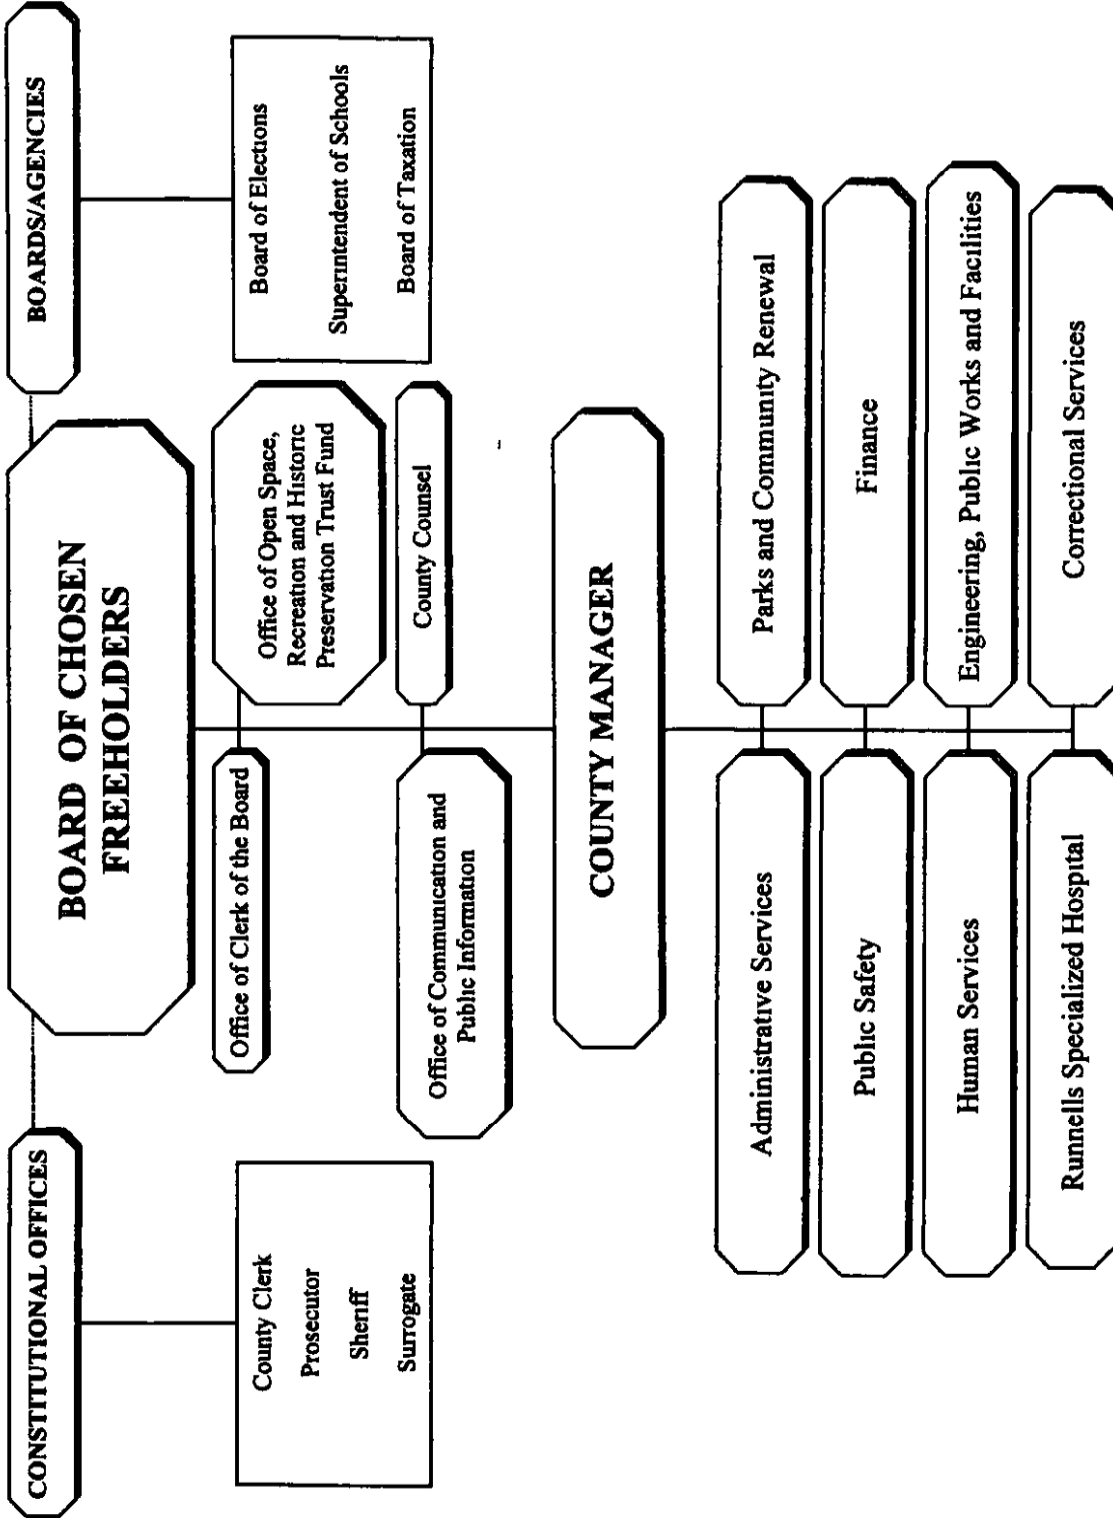 CONSTITUTIONAL OFFICES
BOARD OF CHOSEN
FREEHOLDERS
BOARDS/AGENCIES
County Clerk
Prosecutor
Sheriff
Surrogate
Office of Clerk of the Board
Office of Open Space,
Recreation and Historic
Preservation Trust Fund
Board of Elections
Superintendent of Schools
Board of Taxation
Office of Communication and
Public Information
County Counsel
COUNTY MANAGER
Administrative Services
Parks and Community Renewal
Public Safety
Finance
Human Services
Engineering, Public Works and Facilities
Runnells Specialized Hospital
Correctional Services